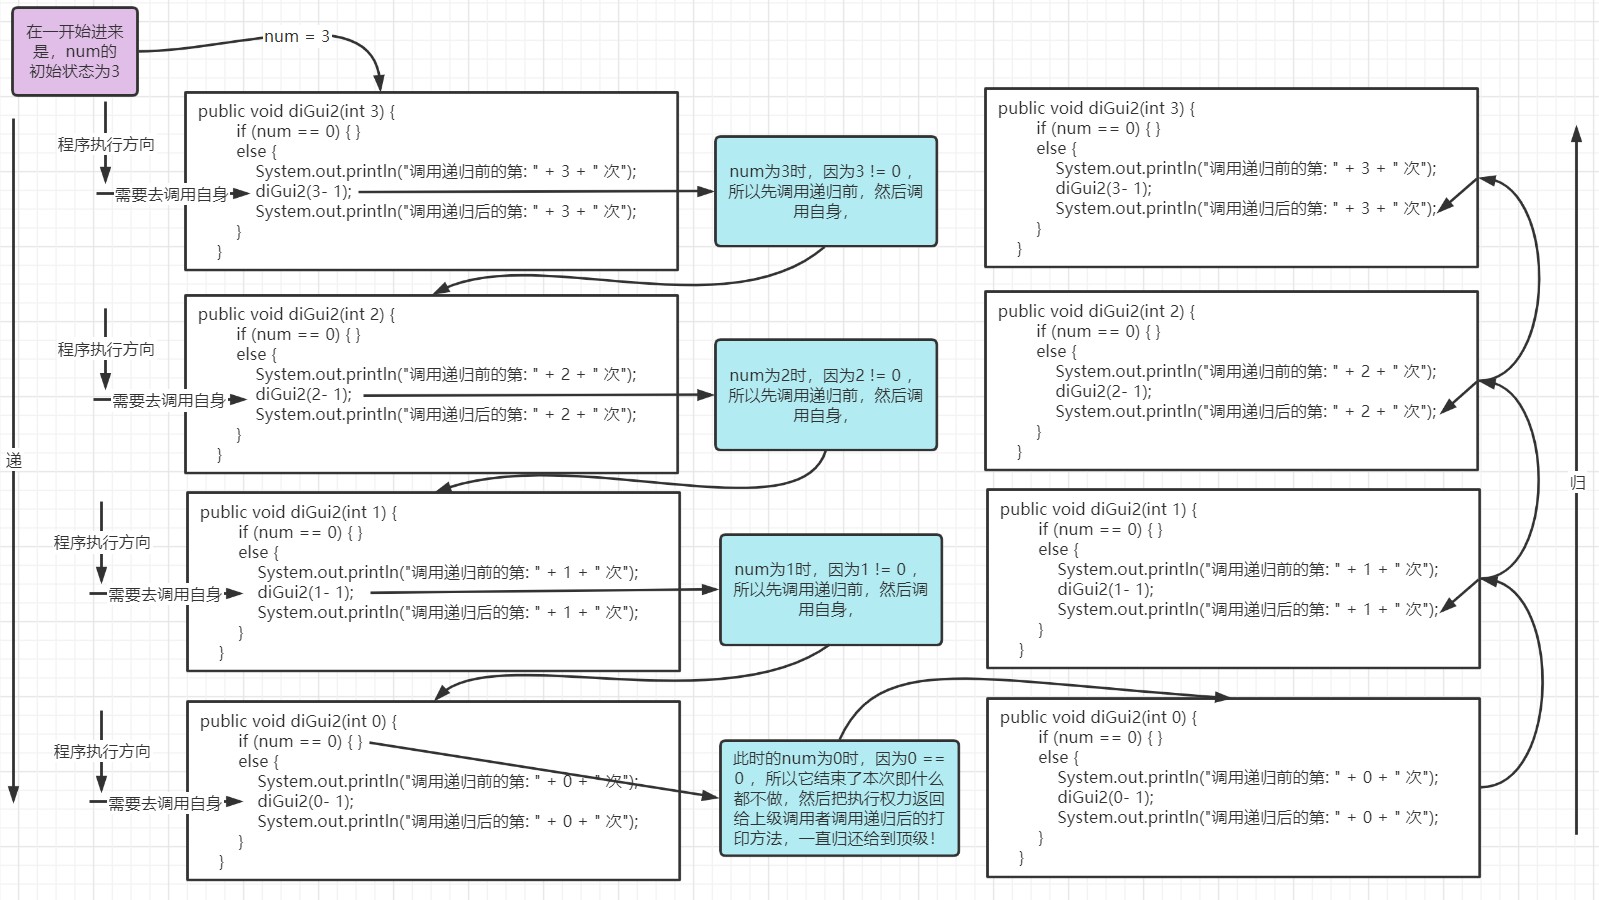 在一开始进来
是，num的
初始状态为3
num = 3
程序执行方向
需要去调用自身
public void diGui2(int 3) {
if (num == 0) { }
else {
System.out.println("调用递归前的第: " + 3 + " 次");
diGui2(3- 1);
System.out.println("调用递归后的第: " + 3 + " 次");
}
}
num为3时，因为3 != 0 ，
所以先调用递归前，然后调
用自身，
public void diGui2(int 3) {
if (num == 0) { }
else {
System.out.println("调用递归前的第: " + 3 + " 次");
diGui2(3- 1);
System.out.println("调用递归后的第: " + 3 + " 次");
}
}
程序执行方向
需要去调用自身
public void diGui2(int 2) {
if (num == 0) { }
else {
System.out.println("调用递归前的第: " + 2 + " 次");
diGui2(2- 1);
System.out.println("调用递归后的第: " + 2 + " 次");
}
}
num为2时，因为2 != 0 ，
所以先调用递归前，然后调
用自身，
public void diGui2(int 2) {
if (num == 0) { }
else {
System.out.println("调用递归前的第: " + 2 + " 次");
diGui2(2- 1);
System.out.println("调用递归后的第: " + 2 + " 次");
}
}
递
归
程序执行方向
需要去调用自身
public void diGui2(int 1) {
if (num == 0) { }
else {
System.out.println("调用递归前的第: " + 1 + " 次");
diGui2(1- 1);
System.out.println("调用递归后的第: " + 1 + " 次");
}
}
num为1时，因为1 != 0 ，
所以先调用递归前，然后调
用自身，
public void diGui2(int 1) {
if (num == 0) { }
else {
System.out.println("调用递归前的第: " + 1 + " 次");
diGui2(1- 1);
System.out.println("调用递归后的第: " + 1 + " 次");
}
}
程序执行方向
需要去调用自身
public void diGui2(int 0) {
if (num == 0) { }
else {
System.out.println("调用递归前的第: " + 0 + " 次");
diGui2(0- 1);
System.out.println("调用递归后的第: " + 0 + " 次");
}
}
此时的num为0时，因为0 ==
0 ，所以它结束了本次即什么
都不做，然后把执行权力返回
给上级调用者调用递归后的打
印方法，一直归还给到顶级！
public void diGui2(int 0) {
if (num == 0) { }
else {
System.out.println("调用递归前的第: " + 0 + " 次");
diGui2(0- 1);
System.out.println("调用递归后的第: " + 0 + " 次");
}
}